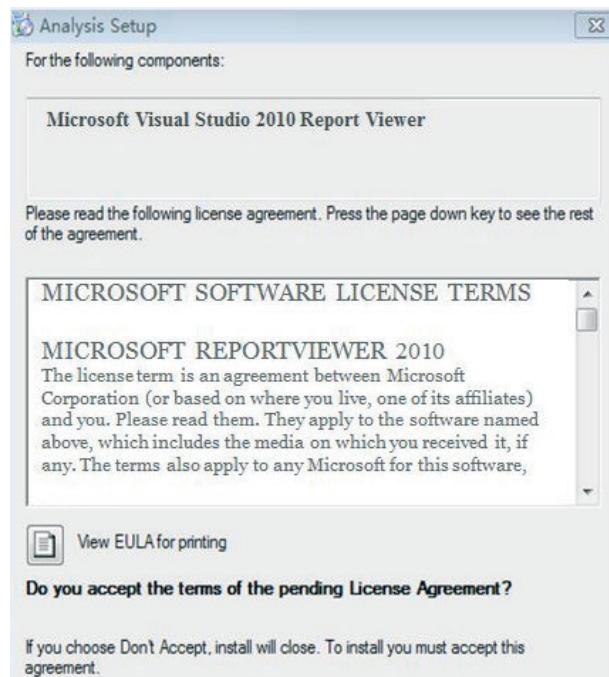 Analysis Setup
For the following components:
Microsoft Visual Studio 2010 Report Viewer
Please read the following license agreement. Press the page down key to see the rest
of the agreement.
MICROSOFT SOFTWARE LICENSE TERMS
MICROSOFT REPORTVIEWER 2010
The license term is an agreement between Microsoft
Corporation (or based on where you live, one of its affiliates)
and you. Please read them. They apply to the software named
above, which includes the media on which you received it, if
any. The terms also apply to any Microsoft for this software,
View EULA for printing
Do you accept the terms of the pending License Agreement?
If you choose Don't Accept, install will close. To install you must accept this
agreement.